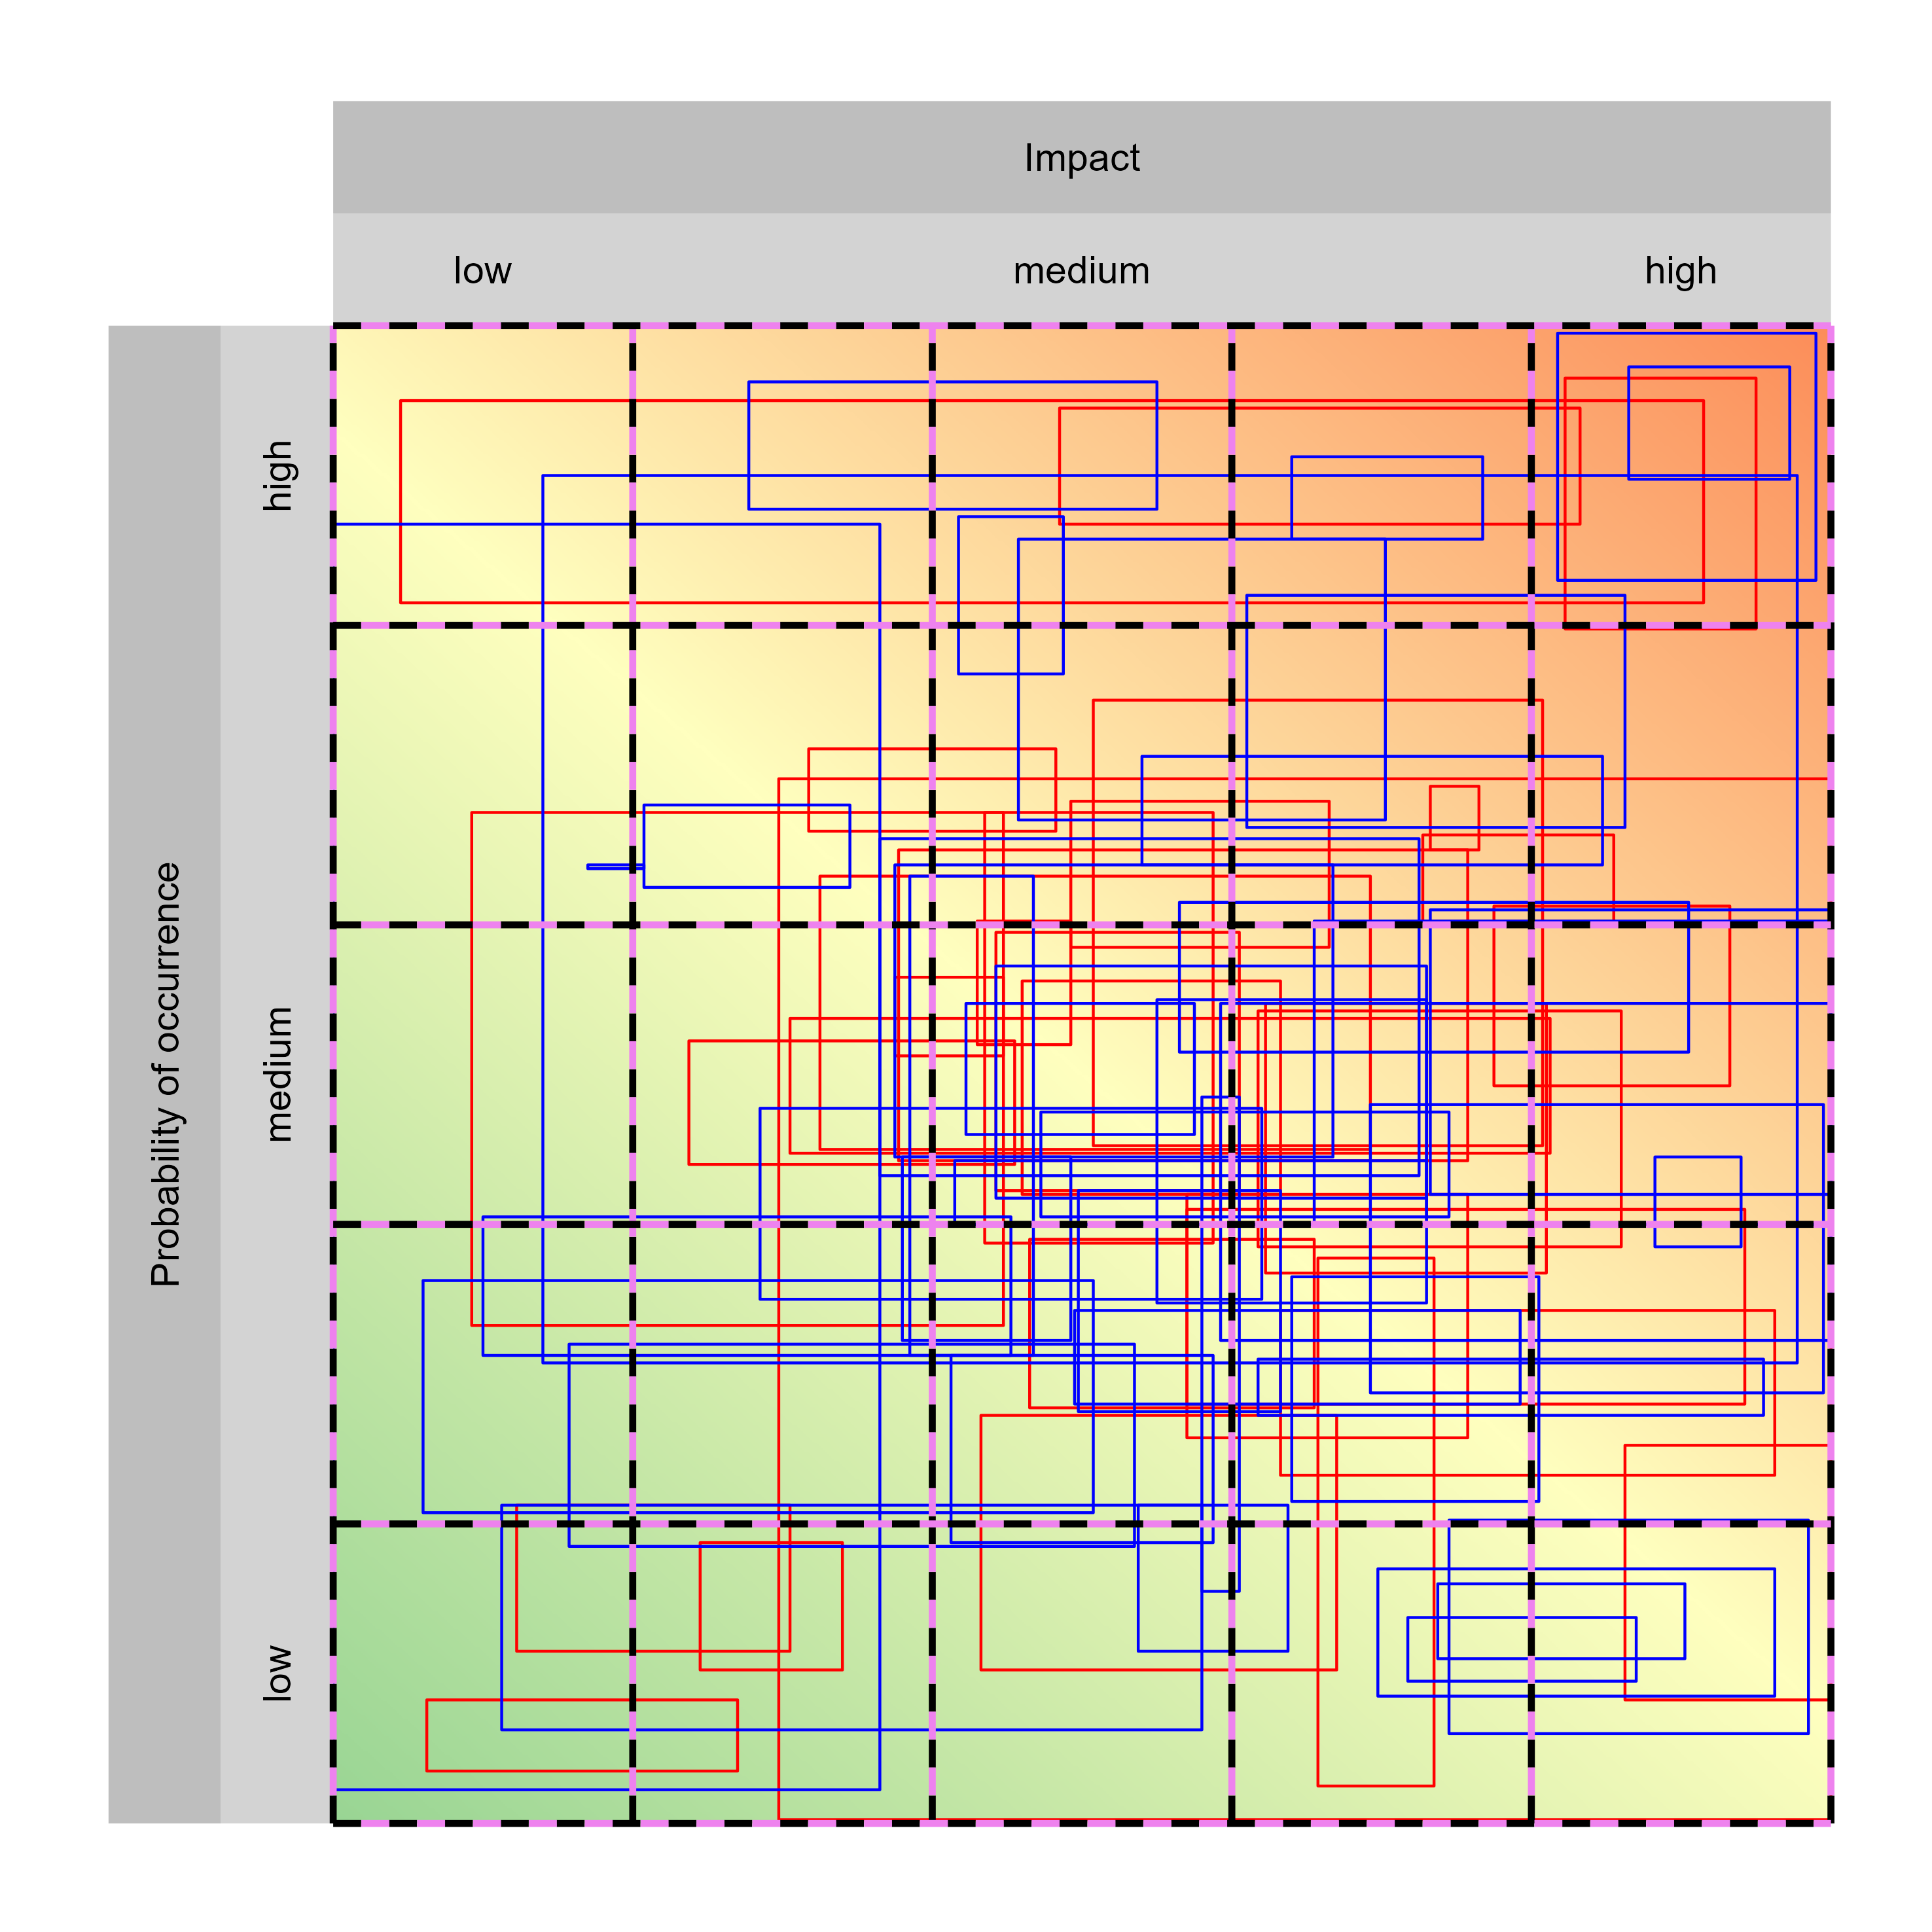 Impact
low medium high
Probability of occurrence
high
medium
low